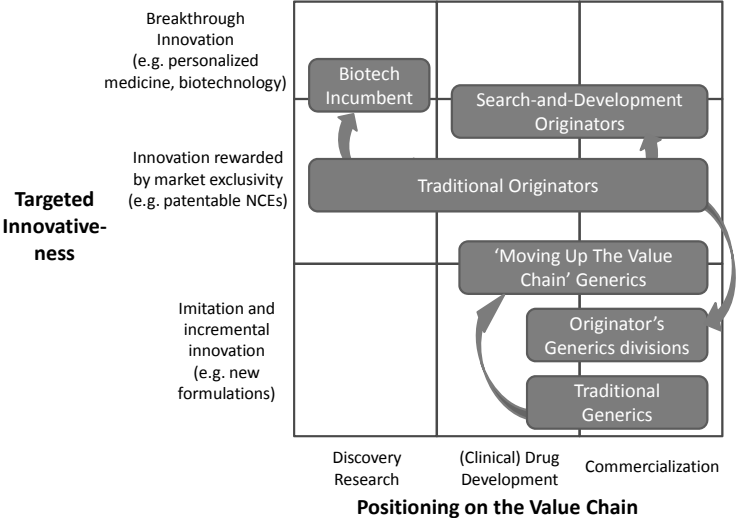 Breakthrough
Innovation
(e.g. personalized
medicine, biotechnology)
Biotech
Incumbent
Search-and-Development
Originators
Innovation rewarded
by market exclusivity
(e.g. patentable NCEs)
Traditional Originators
Targeted
Innovative-
ness
‘Moving Up The Value
Chain’ Generics
Imitation and
incremental
innovation
(e.g. new
formulations)
Originator’s
Generics divisions
Traditional
Generics
Discovery
Research
(Clinical) Drug
Development
Commercialization
Positioning on the Value Chain